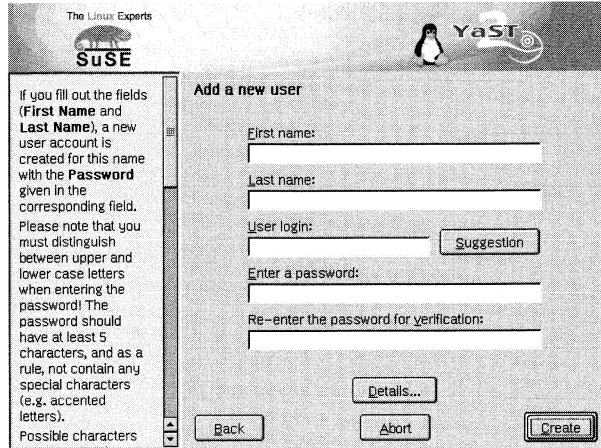 The Linux Experts
SuSE
YaST
2
If you fill out the fields
(First Name and
Last Name), a new
user account is
created for this name
with the Password
given in the
corresponding field.
Please note that you
must distinguish
between upper and
lower case letters
when entering the
password! The
password should
have at least 5
characters, and as a
rule, not contain any
special characters
(e.g. accented
letters).
Possible characters
Add a new user
First name:
Last name:
User login:
Suggestion
Enter a password:
Re-enter the password for verification:
Details...
Back
Abort
Create